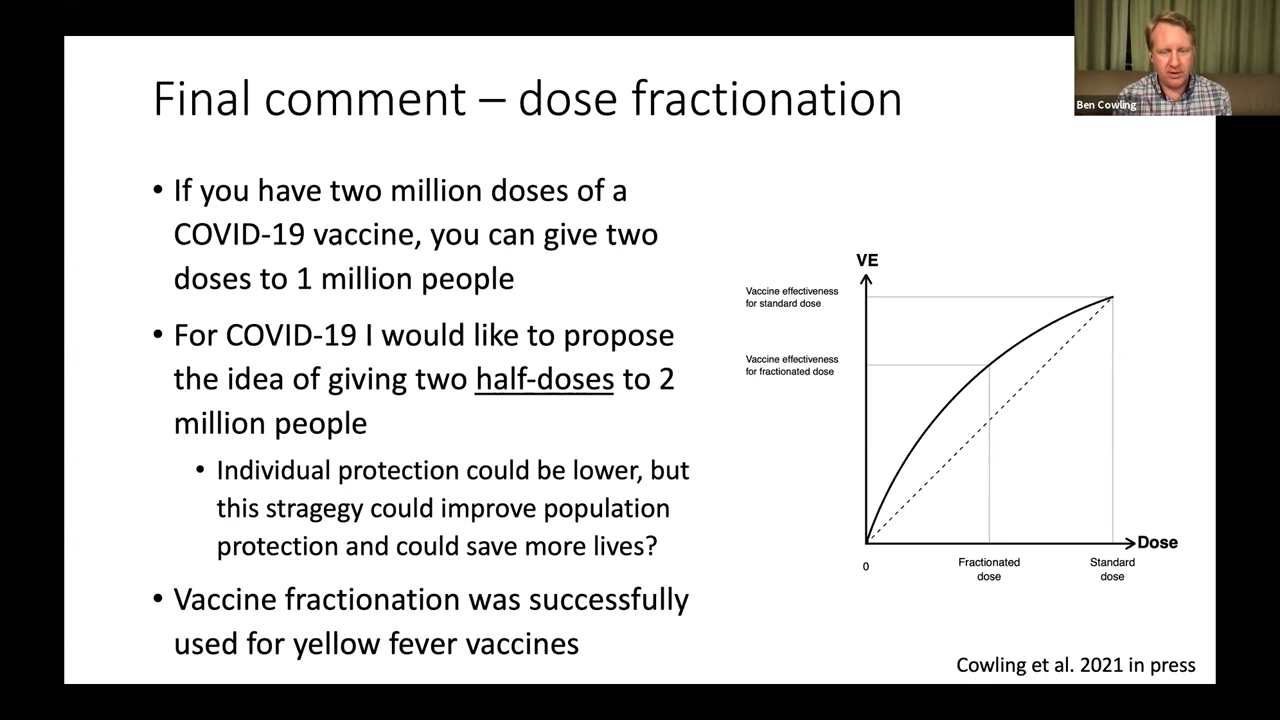 Final comment – dose fractionation
Ben Cowling
• If you have two million doses of a
COVID-19 vaccine, you can give two
doses to 1 million people
• For COVID-19 I would like to propose
the idea of giving two half-doses to 2
million people
• Individual protection could be lower, but
this stragegy could improve population
protection and could save more lives?
• Vaccine fractionation was successfully
used for yellow fever vaccines
VE
Vaccine effectiveness
for standard dose
Vaccine effectiveness
for fractionated dose
Dose
0
Fractionated
dose
Standard
dose
Cowling et al. 2021 in press